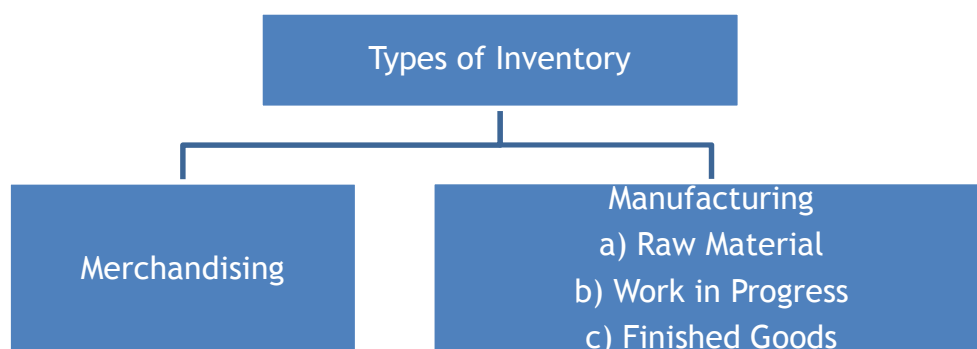 Types of Inventory
Merchandising
Manufacturing
a) Raw Material
b) Work in Progress
c) Finished Goods